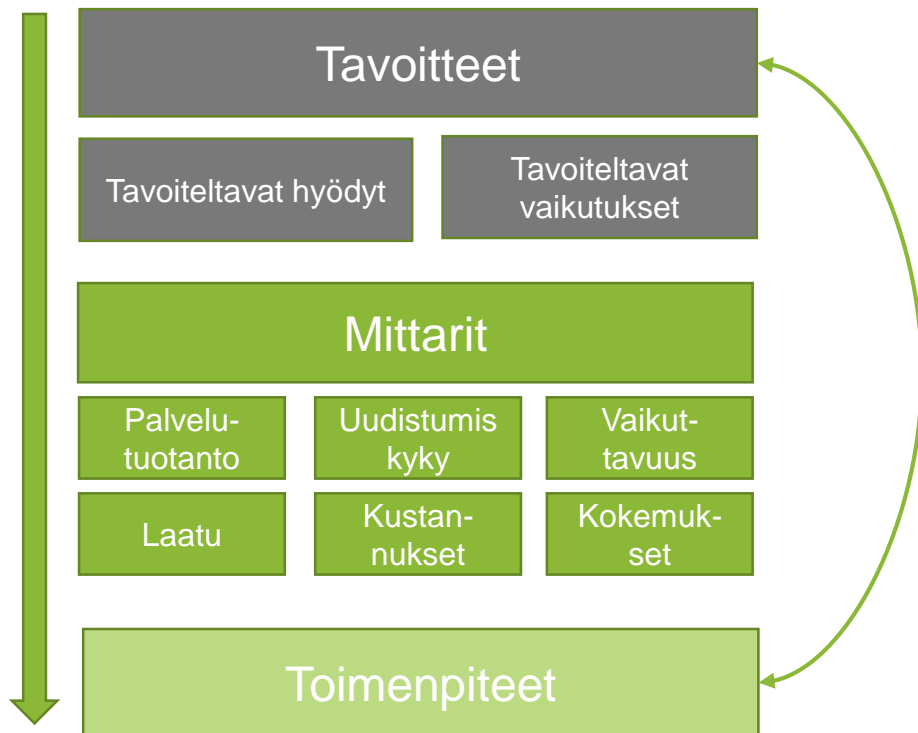 Tavoitteet
Tavoiteltavat hyödyt
Tavoiteltavat
vaikutukset
Mittarit
Palvelu-
tuotanto
Uudistumis
kyky
Vaikut-
tavuus
Laatu
Kustan-
nukset
Kokemuk-
set
Toimenpiteet